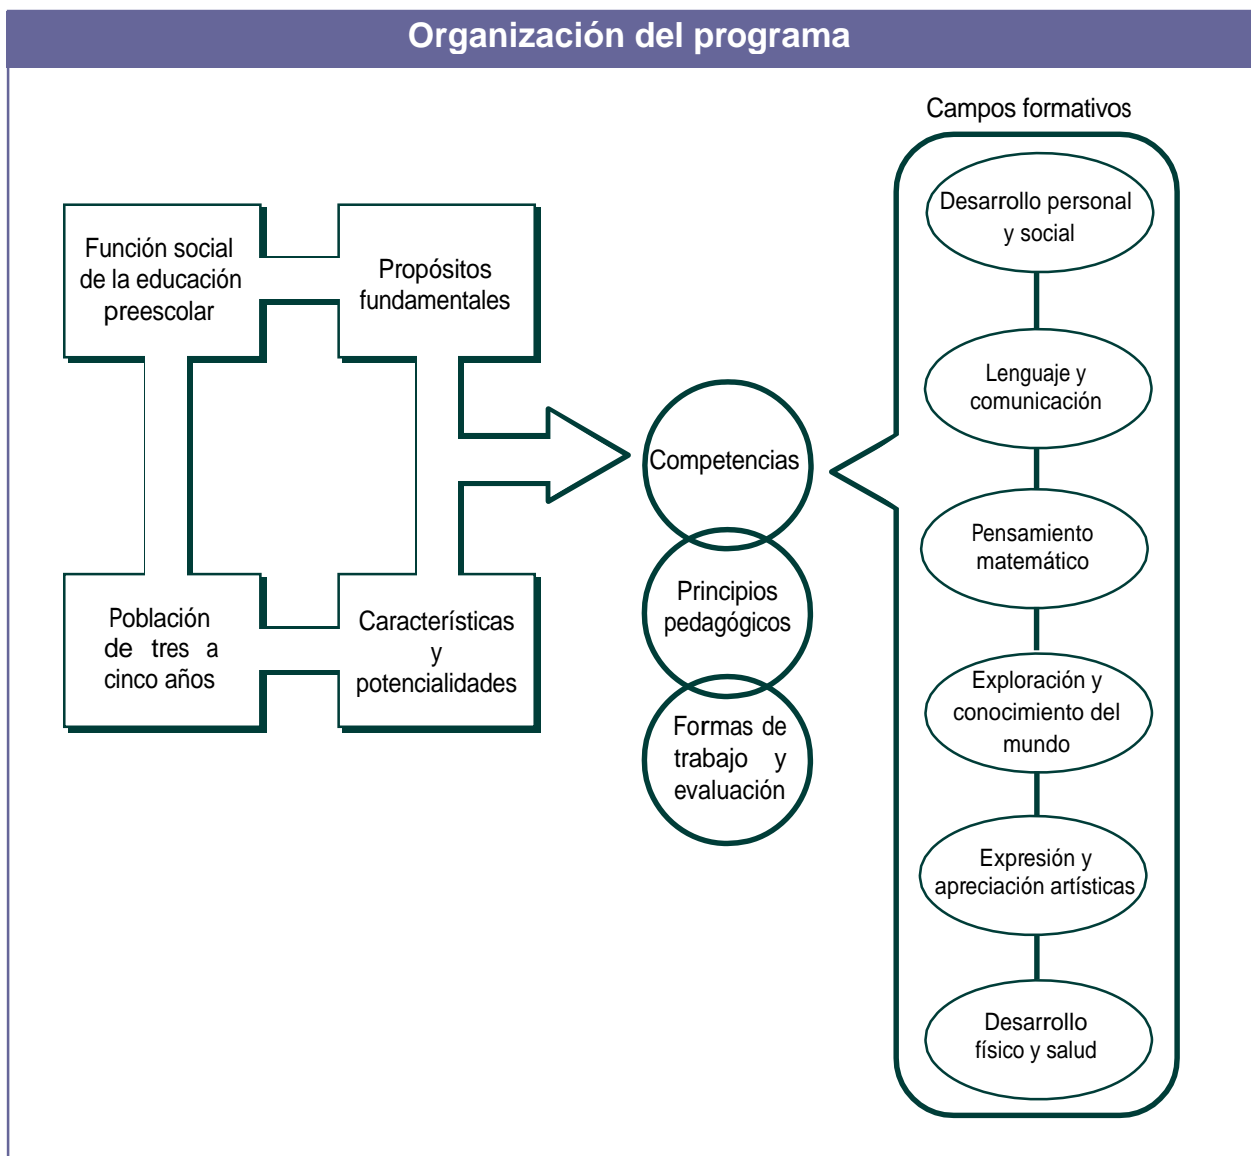 Organización del programa
Campos formativos
Función social
de la educación
preescolar
Propósitos
fundamentales
Población
de tres a
cinco años
Características
y
potencialidades
Competencias
Principios
pedagógicos
Formas de
trabajo y
evaluación
Desarrollo personal
y social
Lenguaje y
comunicación
Pensamiento
matemático
Exploración y
conocimiento del
mundo
Expresión y
apreciación artísticas
Desarrollo
físico y salud